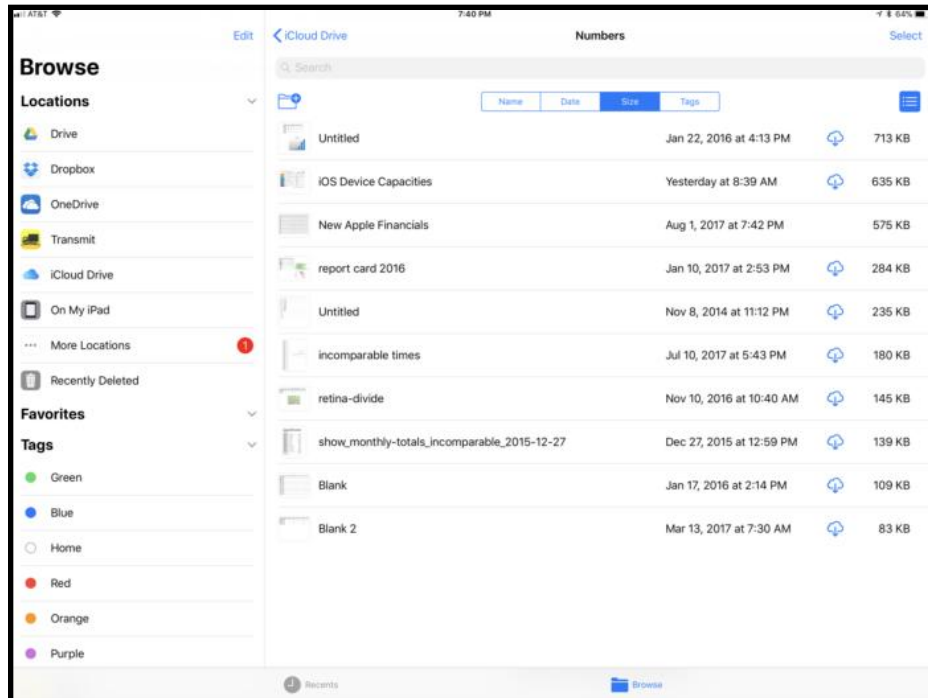 AT&T 7:40 PM 64%
Edit iCloud Drive Numbers Select
Browse
Search
Locations
Name Date Size Tags
Drive
Dropbox
OneDrive
Transmit
iCloud Drive
On My iPad
More Locations 1
Recently Deleted
Favorites
Tags
Green
Blue
Home
Red
Orange
Purple
Untitled Jan 22, 2016 at 4:13 PM 713 KB
iOS Device Capacities Yesterday at 8:39 AM 635 KB
New Apple Financials Aug 1, 2017 at 7:42 PM 575 KB
report card 2016 Jan 10, 2017 at 2:53 PM 284 KB
Untitled Nov 8, 2014 at 11:12 PM 235 KB
incomparable times Jul 10, 2017 at 5:43 PM 180 KB
retina-divide Nov 10, 2016 at 10:40 AM 145 KB
show_monthly-totals_incomparable_2015-12-27 Dec 27, 2015 at 12:59 PM 139 KB
Blank Jan 17, 2016 at 2:14 PM 109 KB
Blank 2 Mar 13, 2017 at 7:30 AM 83 KB
Recents Browse